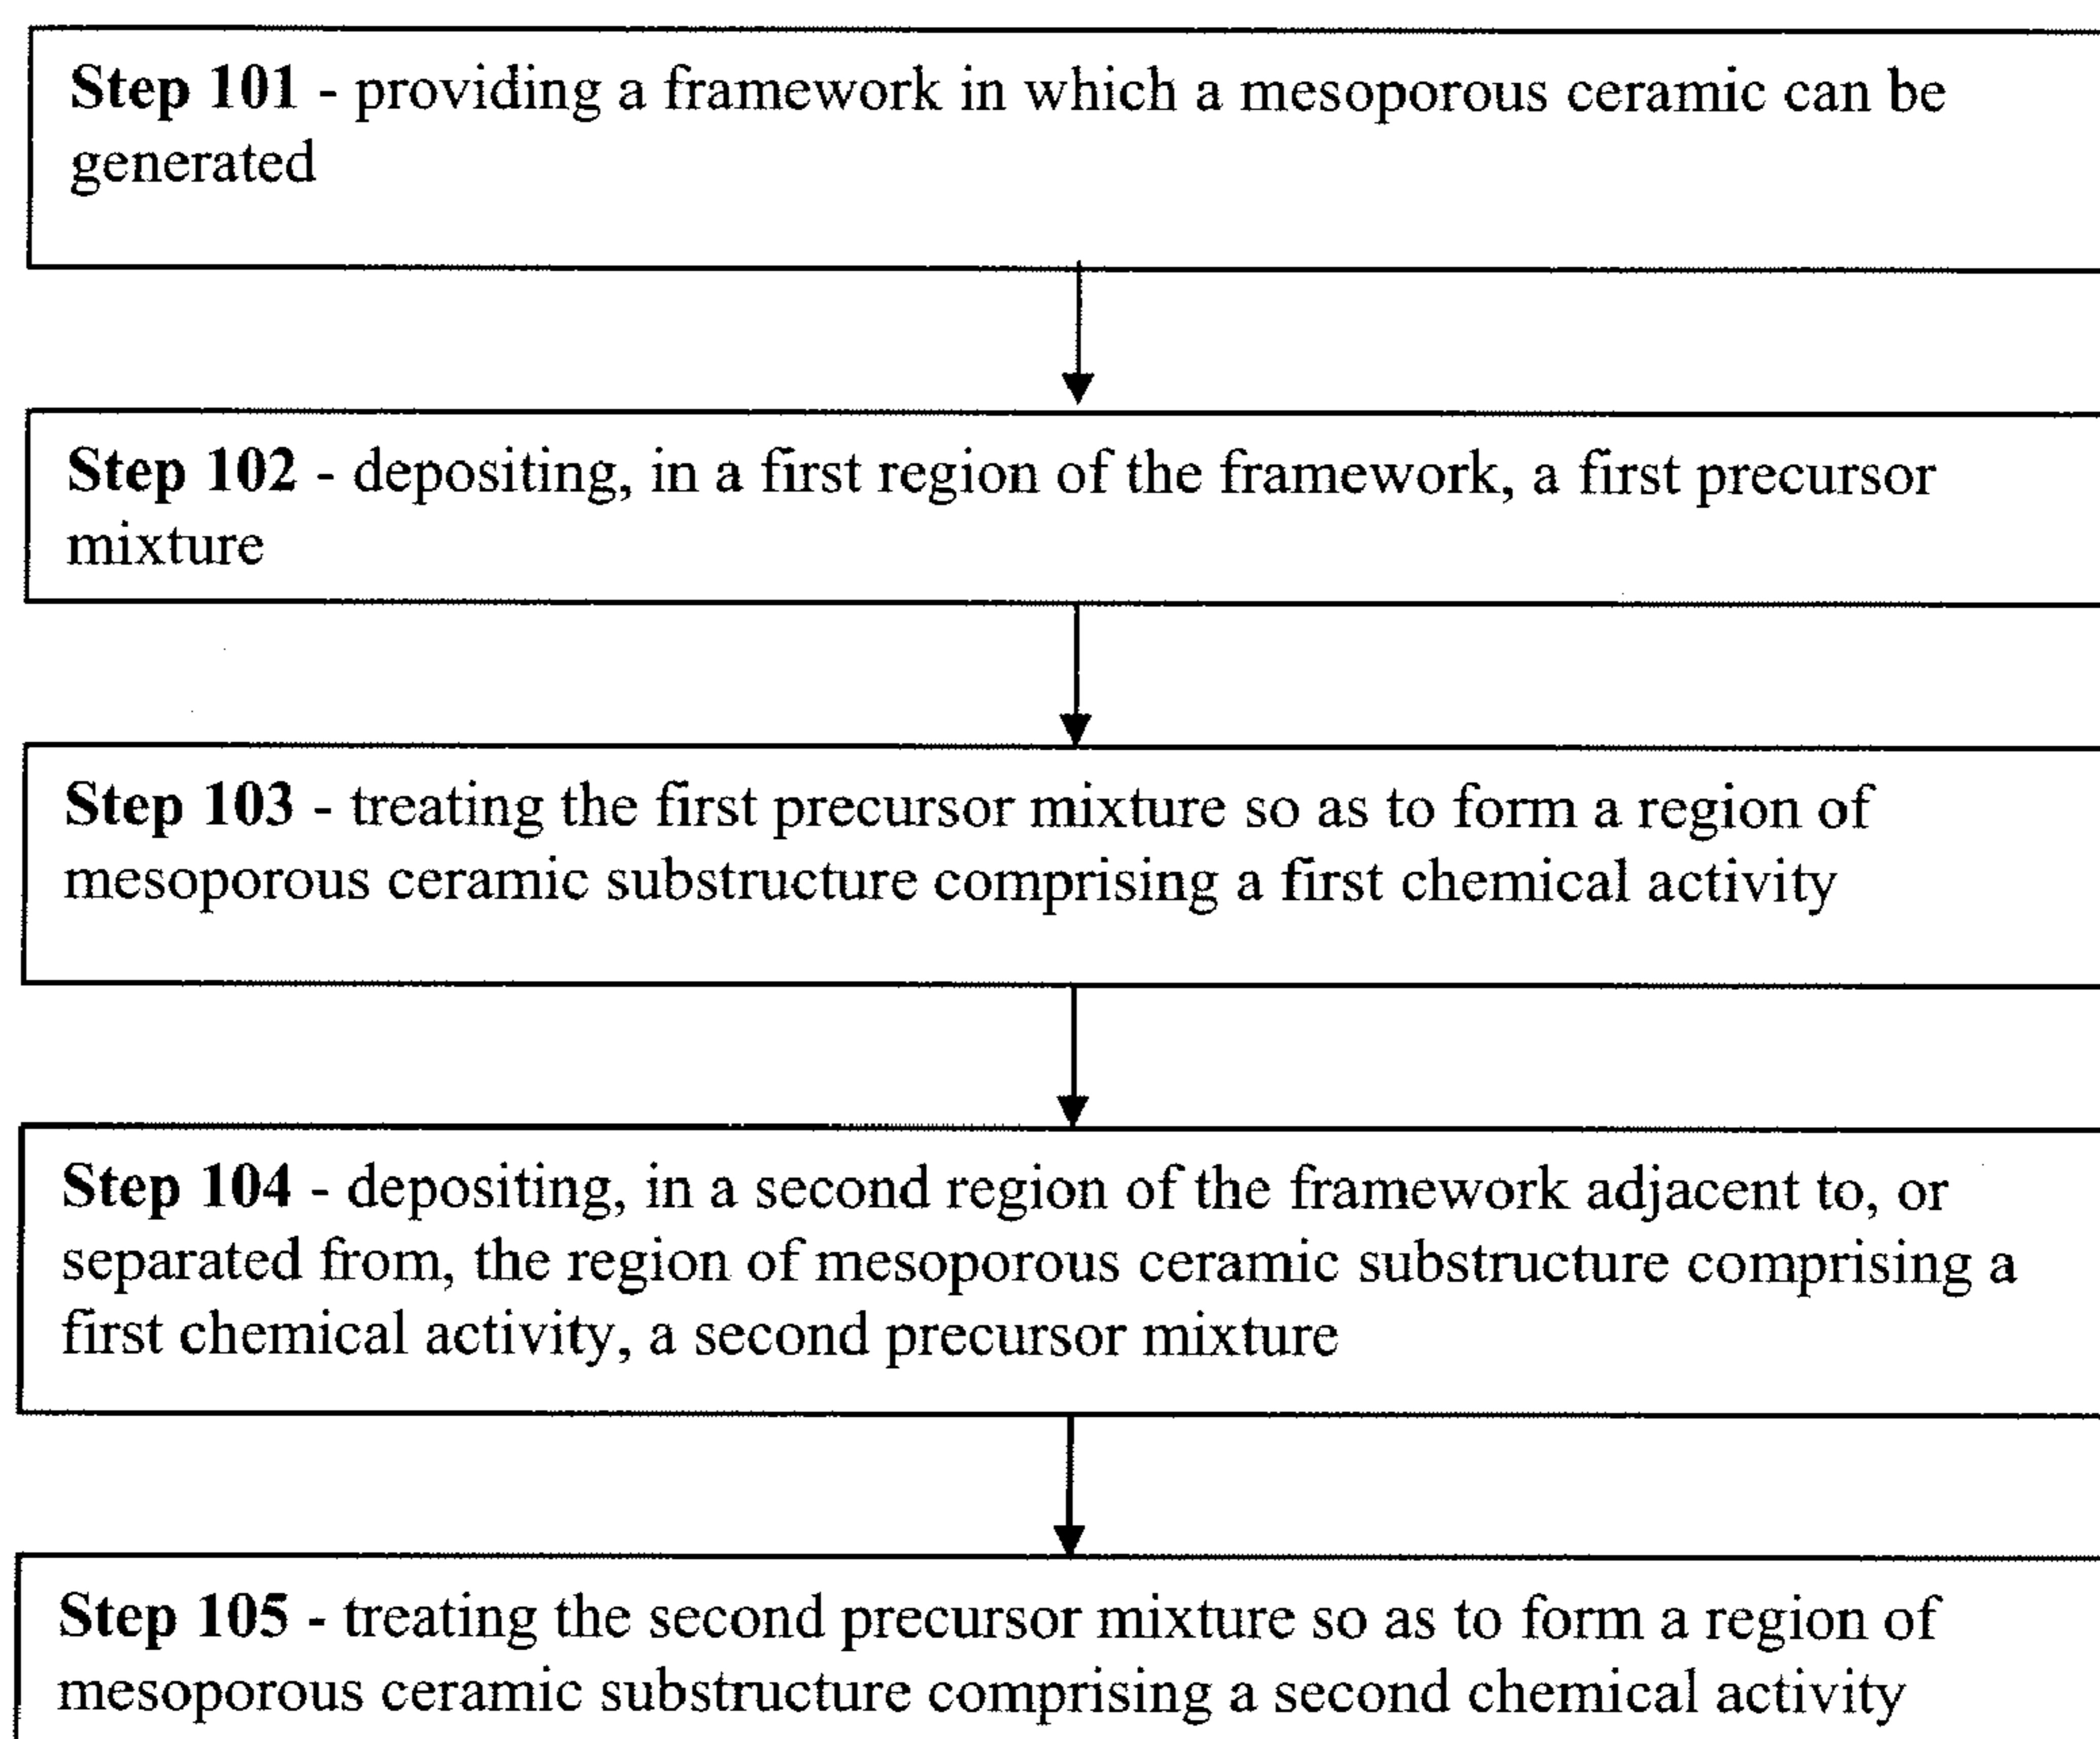 Step 101 - providing a framework in which a mesoporous ceramic can be
generated
Step 102 - depositing, in a first region of the framework, a first precursor
mixture
Step 103 - treating the first precursor mixture so as to form a region of
mesoporous ceramic substructure comprising a first chemical activity
Step 104 - depositing, in a second region of the framework adjacent to, or
separated from, the region of mesoporous ceramic substructure comprising a
first chemical activity, a second precursor mixture
Step 105 - treating the second precursor mixture so as to form a region of
mesoporous ceramic substructure comprising a second chemical activity